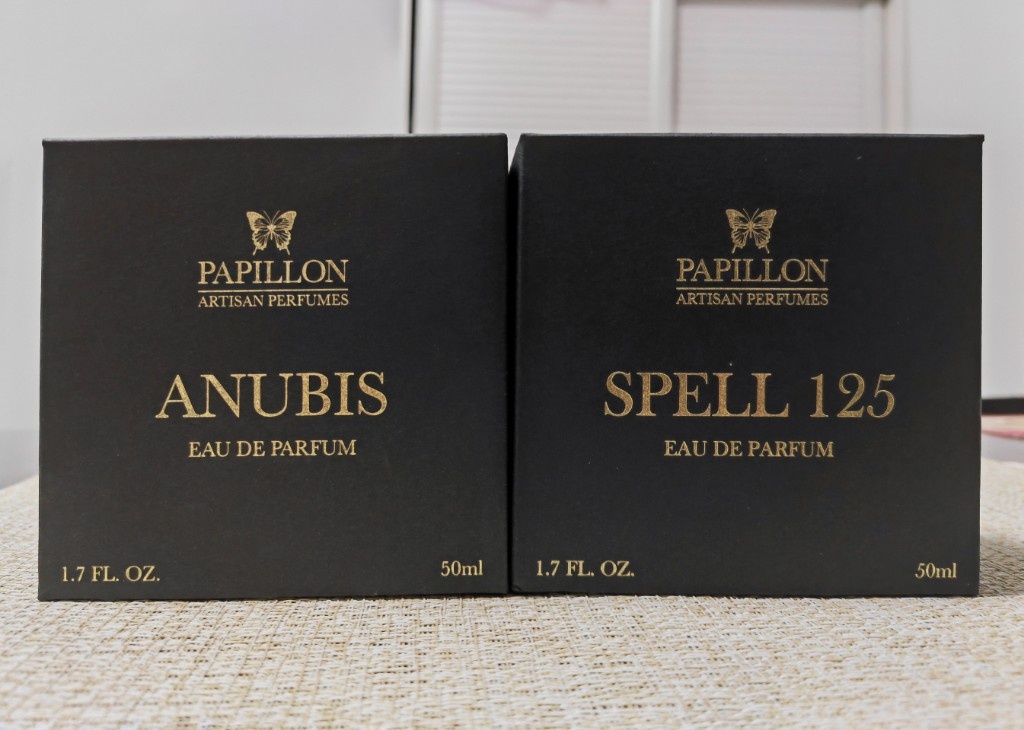 PAPILLON
ARTISAN PERFUMES
ANUBIS
EAU DE PARFUM
1.7 FL. OZ.
50ml
PAPILLON
ARTISAN PERFUMES
SPELL 125
EAU DE PARFUM
1.7 FL. OZ.
50ml